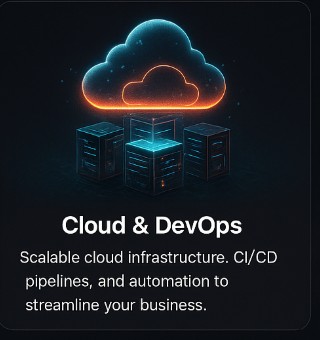 Cloud & DevOps
Scalable cloud infrastructure. CI/CD
pipelines, and automation to
streamline your business.